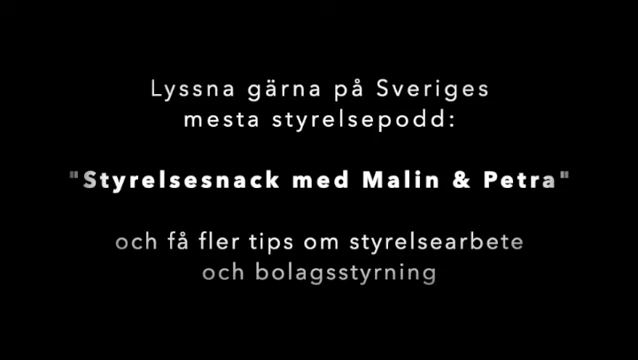 Lyssna gärna på Sveriges
mesta styrelsepodd:
"Styrelsesnack med Malin & Petra"
och få fler tips om styrelsearbete
och bolagsstyrning